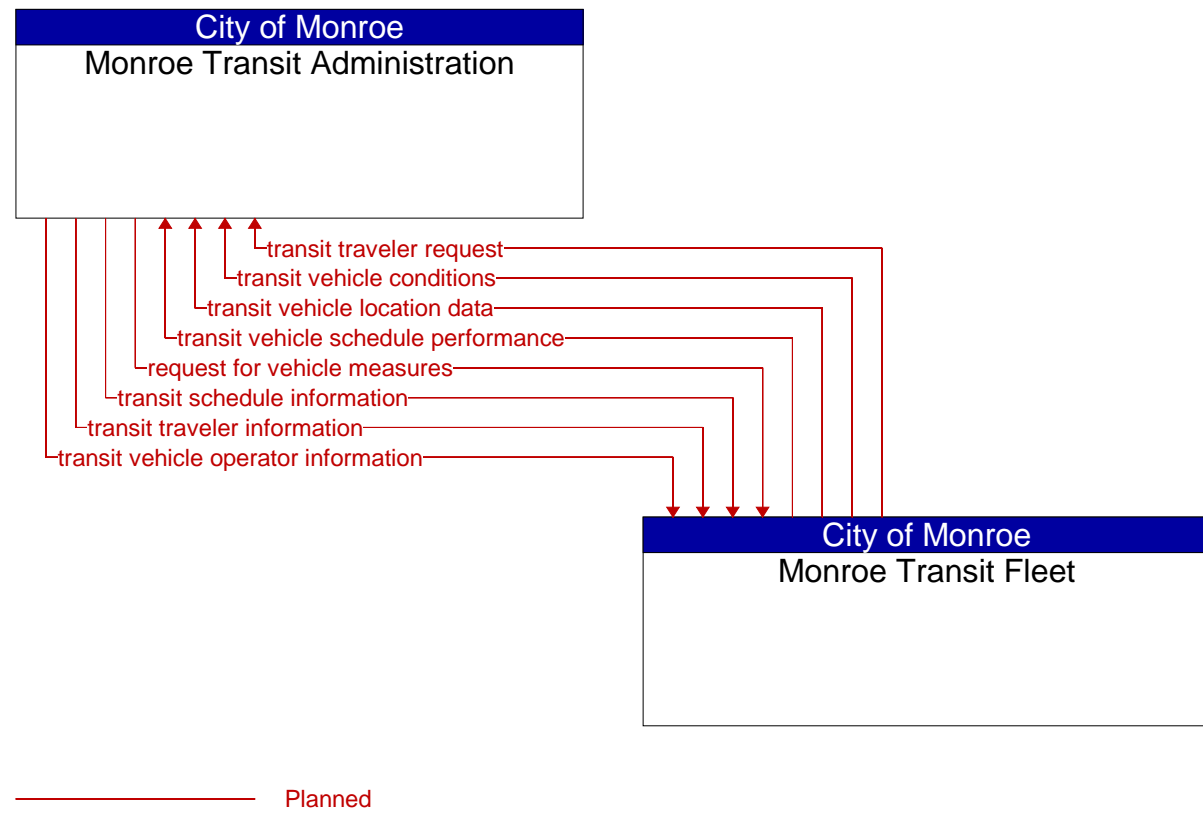 City of Monroe
Monroe Transit Administration
transit traveler request
transit vehicle conditions
transit vehicle location data
transit vehicle schedule performance
request for vehicle measures
transit schedule information
transit traveler information
transit vehicle operator information
City of Monroe
Monroe Transit Fleet
Planned